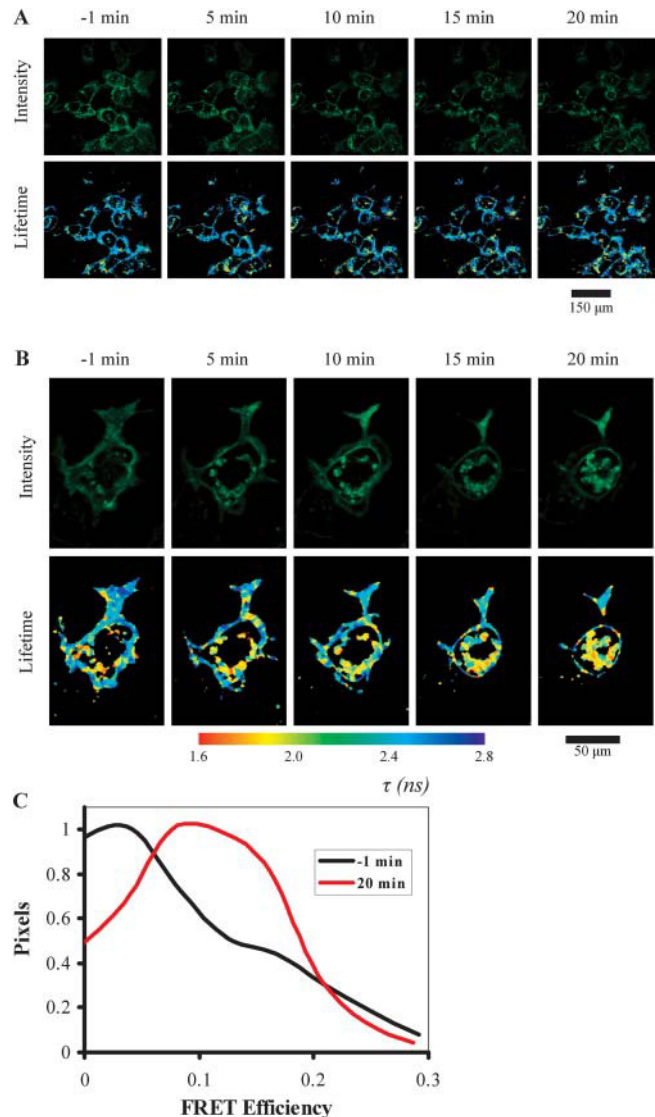 A
-1 min 5 min 10 min 15 min 20 min
Intensity
Lifetime
150 μm
B
-1 min 5 min 10 min 15 min 20 min
Intensity
Lifetime
1.6 2.0 2.4 2.8
50 μm
τ (ns)
C
1
0.8
0.6
0.4
0.2
0
Pixels
-1 min
20 min
0 0.1 0.2 0.3
FRET Efficiency